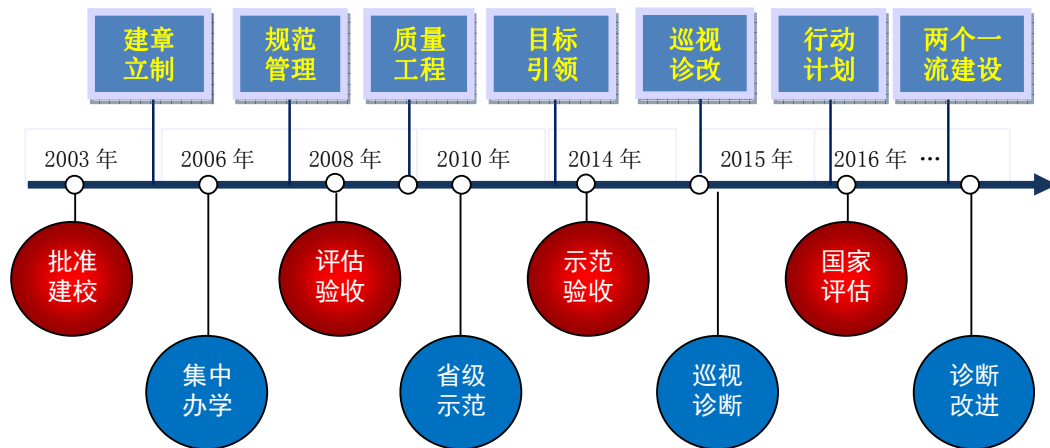 建章
立制
规范
管理
质量
工程
目标
引领
巡视
诊改
行动
计划
两个一
流建设
2003 年
2006 年
2008 年
2010 年
2014 年
2015 年
2016 年 …
批准
建校
评估
验收
示范
验收
国家
评估
集中
办学
省级
示范
巡视
诊断
诊断
改进